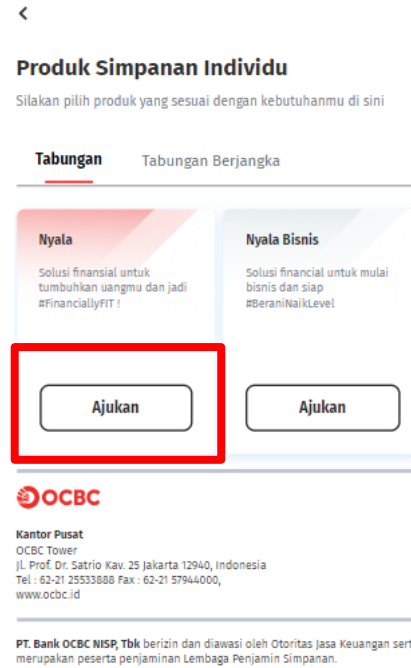 Produk Simpanan Individu
Silakan pilih produk yang sesuai dengan kebutuhanmu di sini
Tabungan Tabungan Berjangka
Nyala
Solusi finansial untuk
tumbuhkan uangmu dan jadi
#FinanciallyFIT !
Ajukan
Nyala Bisnis
Solusi financial untuk mulai
bisnis dan siap
#BeraniNaikLevel
Ajukan
OCBC
Kantor Pusat
OCBC Tower
Jl. Prof. Dr. Satrio Kav. 25 Jakarta 12940, Indonesia
Tel : 62-21 25533888 Fax : 62-21 57944000,
www.ocbc.id
PT. Bank OCBC NISP, Tbk berizin dan diawasi oleh Otoritas Jasa Keuangan sert
merupakan peserta penjaminan Lembaga Penjamin Simpanan.